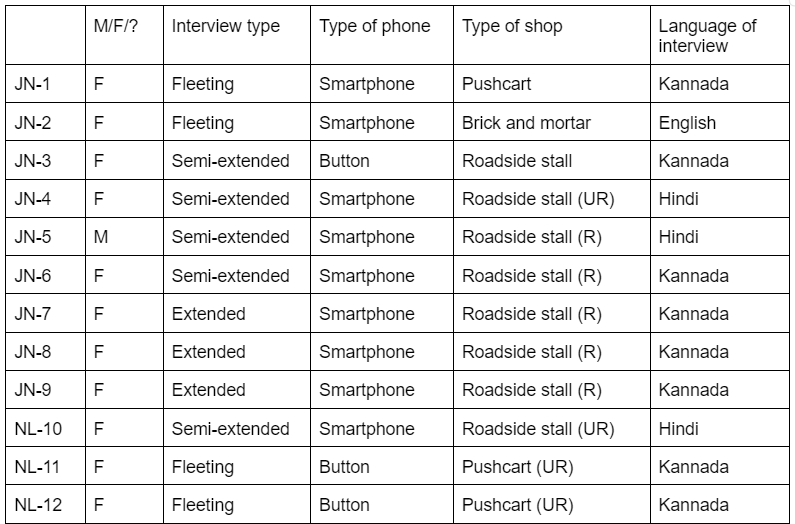 M/F/? Interview type Type of phone Type of shop Language of
interview
JN-1 F Fleeting Smartphone Pushcart Kannada
JN-2 F Fleeting Smartphone Brick and mortar English
JN-3 F Semi-extended Button Roadside stall Kannada
JN-4 F Semi-extended Smartphone Roadside stall (UR) Hindi
JN-5 M Semi-extended Smartphone Roadside stall (R) Hindi
JN-6 F Semi-extended Smartphone Roadside stall (R) Kannada
JN-7 F Extended Smartphone Roadside stall (R) Kannada
JN-8 F Extended Smartphone Roadside stall (R) Kannada
JN-9 F Extended Smartphone Roadside stall (R) Kannada
NL-10 F Semi-extended Smartphone Roadside stall (UR) Hindi
NL-11 F Fleeting Button Pushcart (UR) Kannada
NL-12 F Fleeting Button Pushcart (UR) Kannada